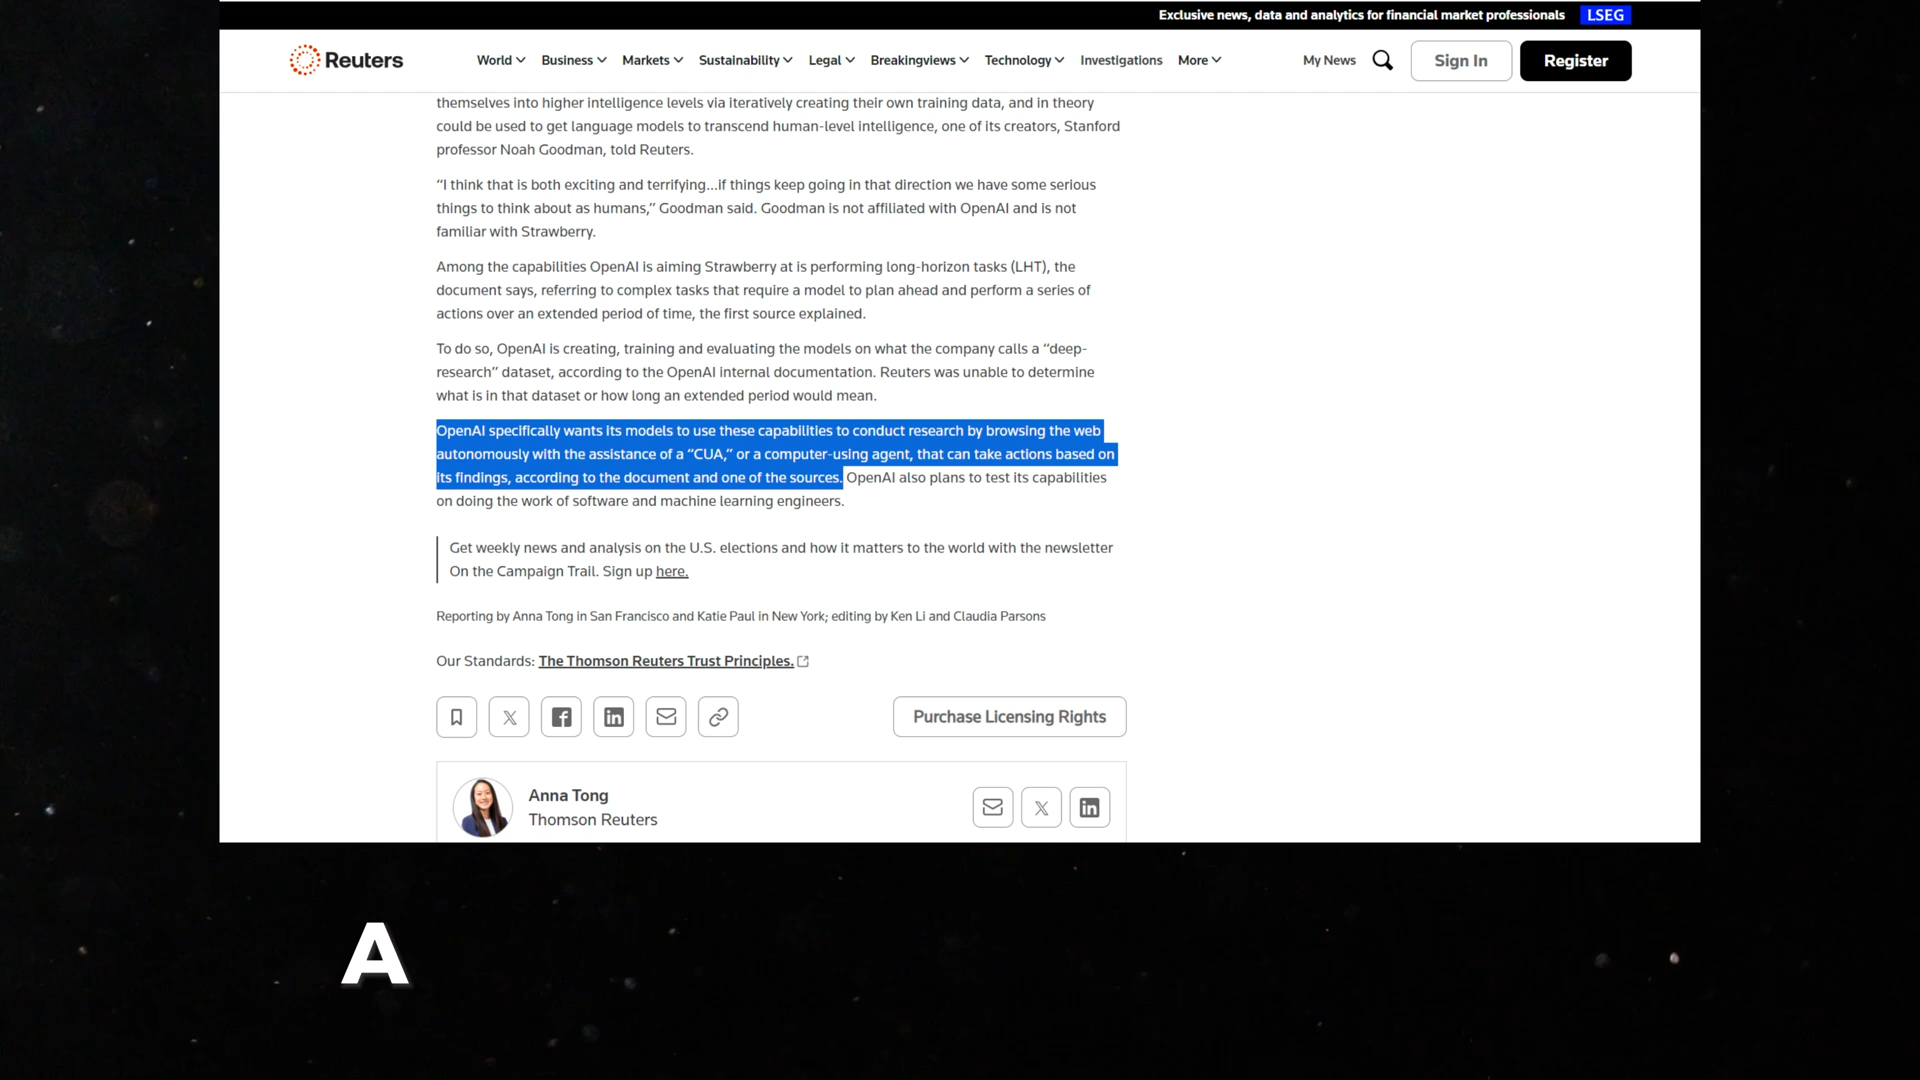 Exclusive news, data and analytics for financial market professionals LSEG
Reuters World Business Markets Sustainability Legal Breakingviews Technology Investigations More My News Sign In Register
themselves into higher intelligence levels via iteratively creating their own training data, and in theory
could be used to get language models to transcend human-level intelligence, one of its creators, Stanford
professor Noah Goodman, told Reuters.
“I think that is both exciting and terrifying...if things keep going in that direction we have some serious
things to think about as humans,” Goodman said. Goodman is not affiliated with OpenAI and is not
familiar with Strawberry.
Among the capabilities OpenAI is aiming Strawberry at is performing long-horizon tasks (LHT), the
document says, referring to complex tasks that require a model to plan ahead and perform a series of
actions over an extended period of time, the first source explained.
To do so, OpenAI is creating, training and evaluating the models on what the company calls a “deep-
research” dataset, according to the OpenAI internal documentation. Reuters was unable to determine
what is in that dataset or how long an extended period would mean.
OpenAI specifically wants its models to use these capabilities to conduct research by browsing the web
autonomously with the assistance of a “CUA,” or a computer-using agent, that can take actions based on
its findings, according to the document and one of the sources. OpenAI also plans to test its capabilities
on doing the work of software and machine learning engineers.
Get weekly news and analysis on the U.S. elections and how it matters to the world with the newsletter
On the Campaign Trail. Sign up here.
Reporting by Anna Tong in San Francisco and Katie Paul in New York; editing by Ken Li and Claudia Parsons
Our Standards: The Thomson Reuters Trust Principles.
Purchase Licensing Rights
Anna Tong
Thomson Reuters
A